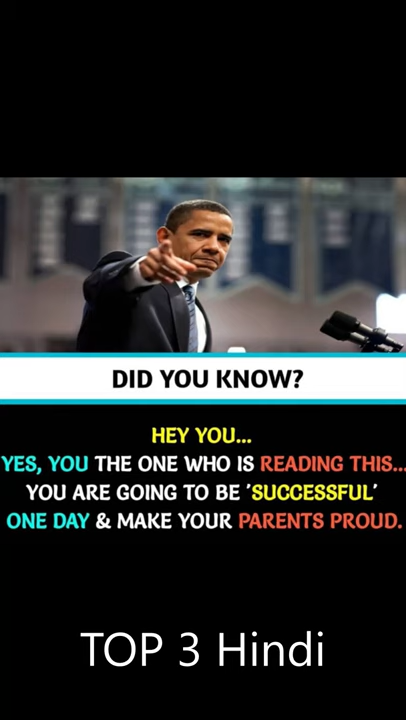 DID YOU KNOW?
HEY YOU...
YES, YOU THE ONE WHO IS READING THIS...
YOU ARE GOING TO BE 'SUCCESSFUL'
ONE DAY & MAKE YOUR PARENTS PROUD.
TOP 3 Hindi